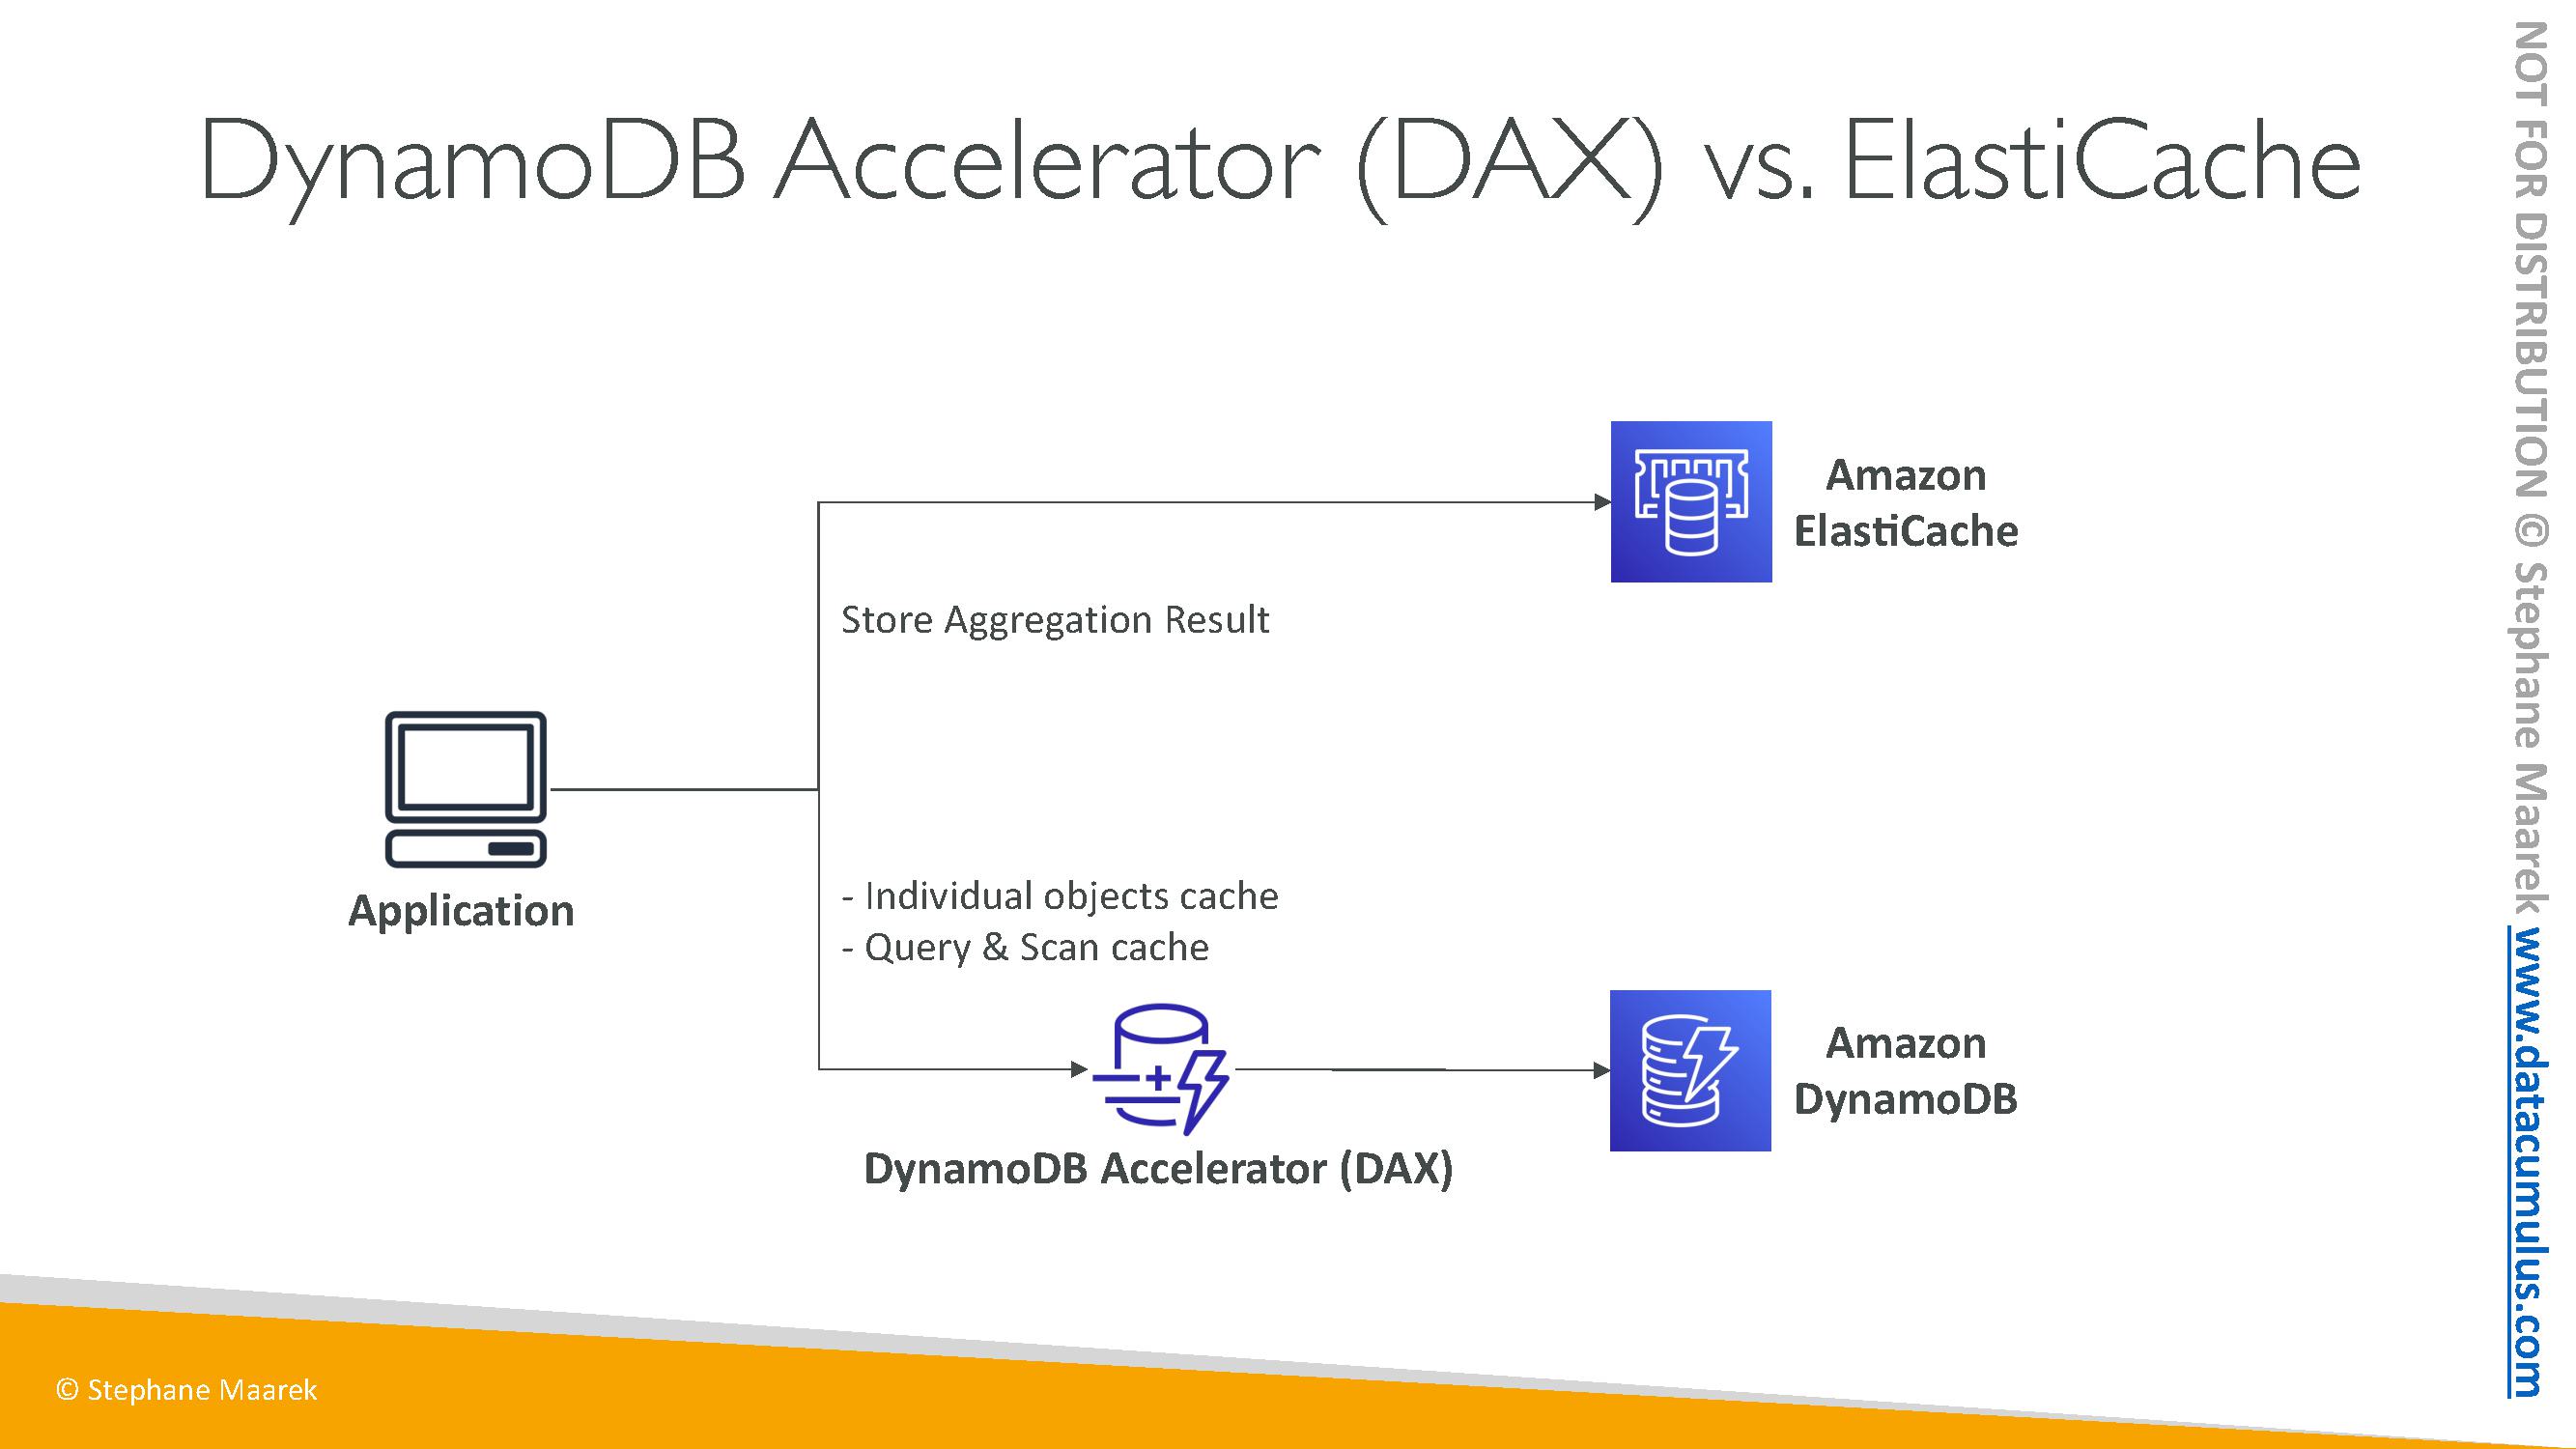 DynamoDB Accelerator (DAX) vs. ElastiCache
Amazon
ElastiCache
Store Aggregation Result
Application
- Individual objects cache
- Query & Scan cache
DynamoDB Accelerator (DAX)
Amazon
DynamoDB
© Stephane Maarek
NOT FOR DISTRIBUTION © Stephane Maarek www.datacumulus.com